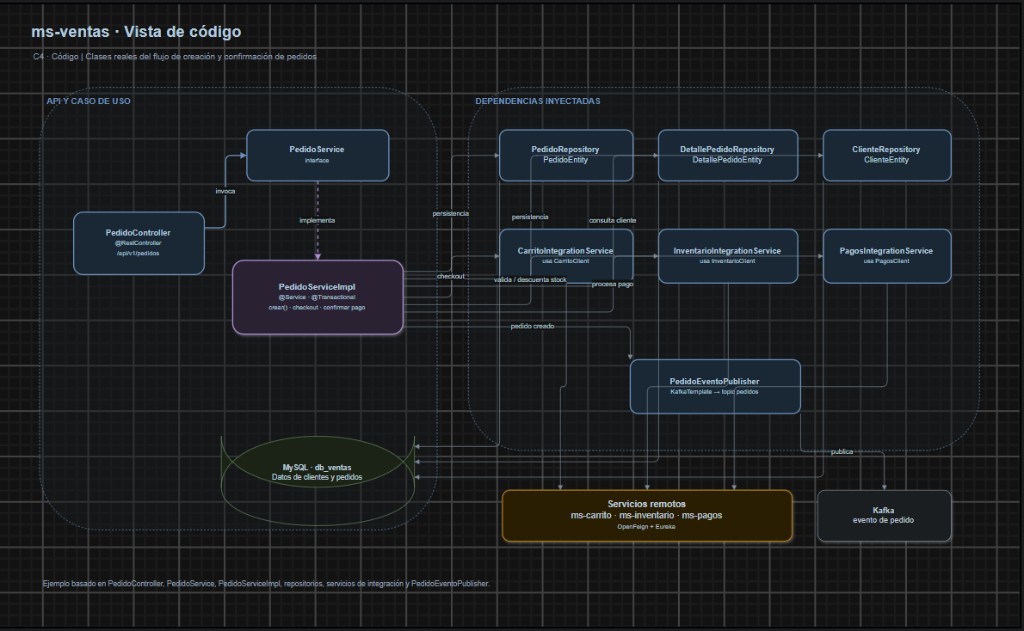 ms-ventas · Vista de código
C4 · Código | Clases reales del flujo de creación y confirmación de pedidos
API Y CASO DE USO
DEPENDENCIAS INYECTADAS
PedidoService
interface
PedidoRepository
PedidoEntity
DetallePedidoRepository
DetallePedidoEntity
ClienteRepository
ClienteEntity
invoca
implementa
persistencia
persistencia
consulta cliente
PedidoController
@RestController
/api/v1/pedidos
CarritoIntegrationService
use CarritoClient
InventarioIntegrationService
use InventarioClient
PagosIntegrationService
use PagosClient
PedidoServiceImpl
@Service · @Transactional
crear() · checkout · confirmar pago
checkout
valida / descuenta stock
procesa pago
pedido creado
PedidoEventoPublisher
KafkaTemplate → topic pedidos
publica
MySQL · db_ventas
Datos de clientes y pedidos
Servicios remotos
ms-carrito · ms-inventario · ms-pagos
OpenFeign + Eureka
Kafka
evento de pedido
Ejemplo basado en PedidoController, PedidoService, PedidoServiceImpl, repositorios, servicios de integración y PedidoEventoPublisher.